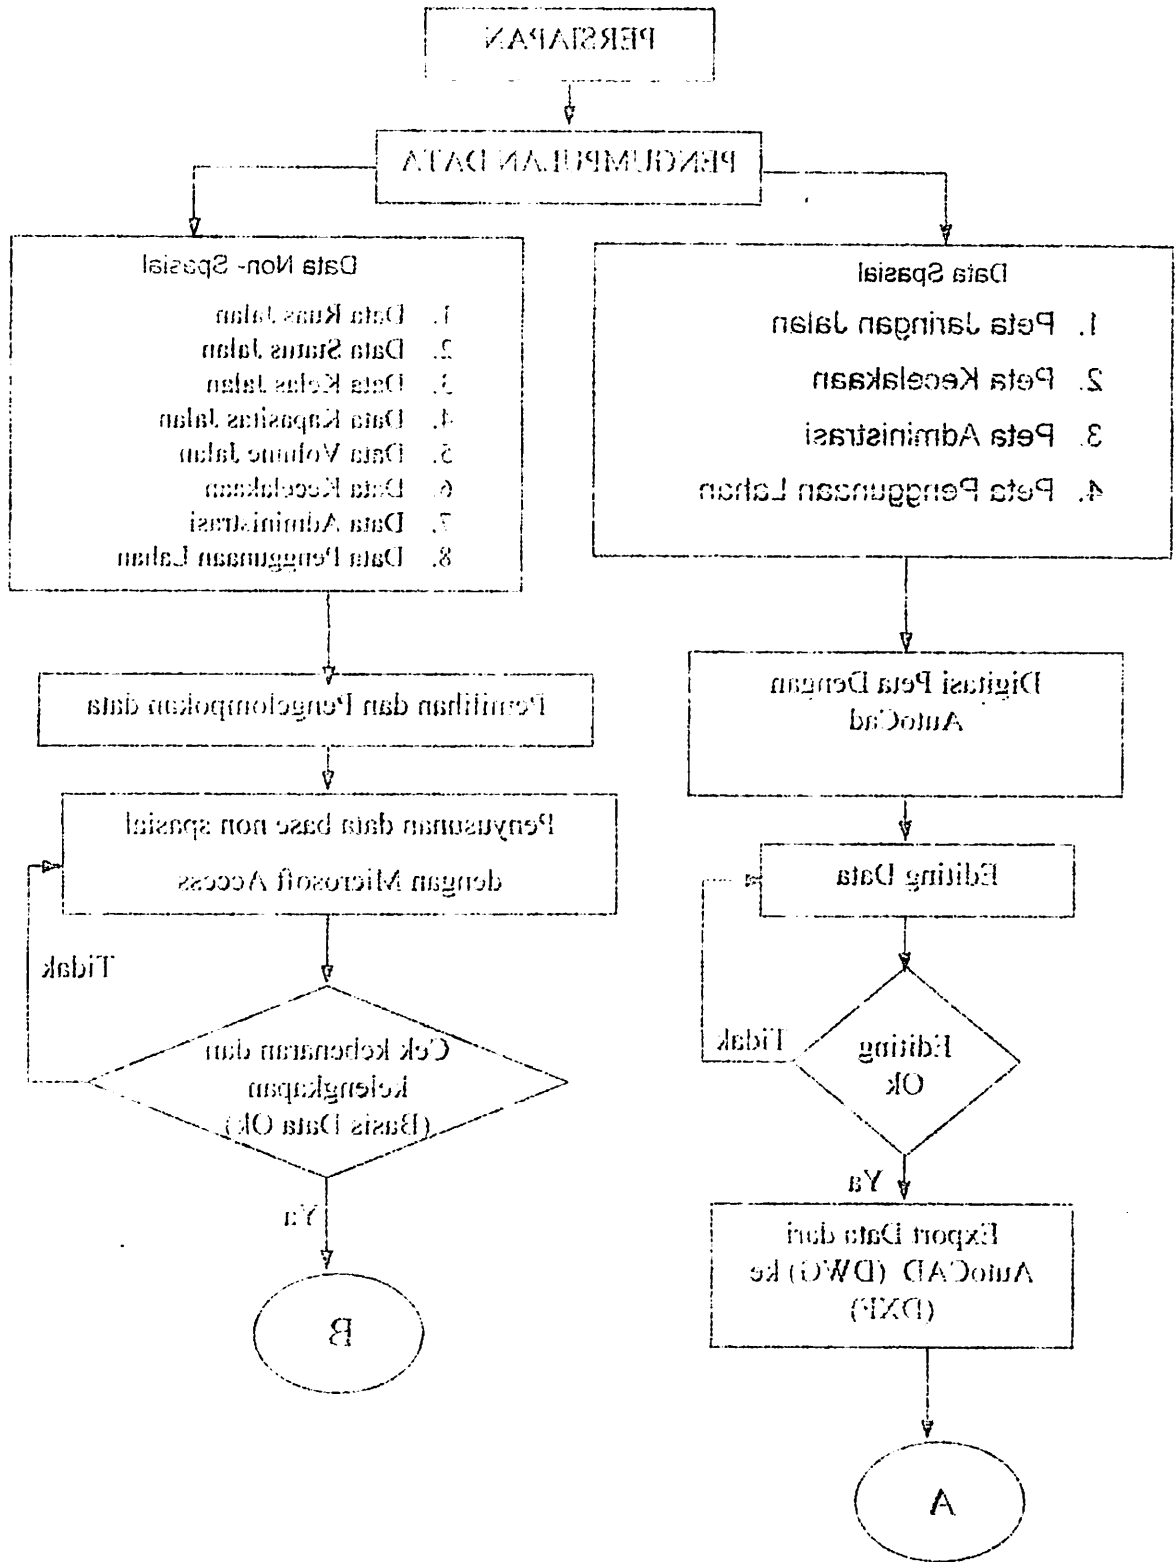 PERSIAPAN
PENGUMPULAN DATA
Data Spasial
1. Peta Jaringan Jalan
2. Peta Kecelakaan
3. Peta Administrasi
4. Peta Penggunaan Lahan
Digitasi Peta Dengan
AutoCad
Editing Data
Editing
Ok
Tidak
Ya
Export Data dari
AutoCAD (DWG) ke
(DXF)
A
Data Non- Spasial
1. Data Ruas Jalan
2. Data Status Jalan
3. Data Kelas Jalan
4. Data Kapasitas Jalan
5. Data Volume Jalan
6. Data Kecelakaan
7. Data Administrasi
8. Data Penggunaan Lahan
Pemilihan dan Pengelompokan data
Penyusunan data base non spasial
dengan Microsoft Access
Tidak
Cek kebenaran dan
kelengkapan
(Basis Data Ok)
Ya
B